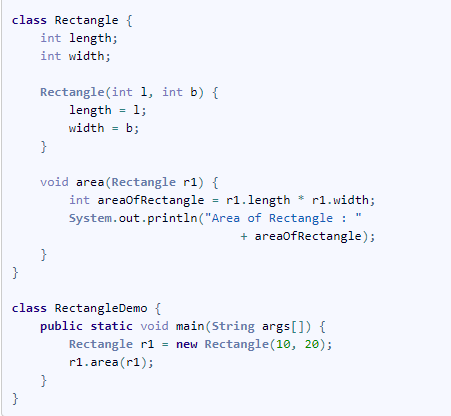 class Rectangle {
    int length;
    int width;

    Rectangle(int l, int b) {
        length = l;
        width = b;
    }

    void area(Rectangle r1) {
        int areaOfRectangle = r1.length * r1.width;
        System.out.println("Area of Rectangle : "
                                + areaOfRectangle);
    }
}

class RectangleDemo {
    public static void main(String args[]) {
        Rectangle r1 = new Rectangle(10, 20);
        r1.area(r1);
    }
}